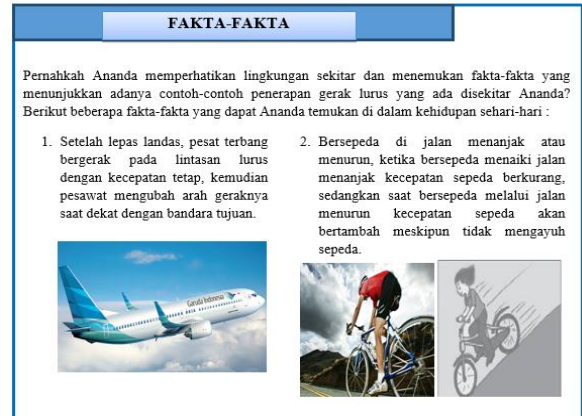 FAKTA-FAKTA
Pernahkah Ananda memperhatikan lingkungan sekitar dan menemukan fakta-fakta yang
menunjukkan adanya contoh-contoh penerapan gerak lurus yang ada disekitar Ananda?
Berikut beberapa fakta-fakta yang dapat Ananda temukan di dalam kehidupan sehari-hari :
1. Setelah lepas landas, pesat terbang
bergerak pada lintasan lurus
dengan kecepatan tetap, kemudian
pesawat mengubah arah geraknya
saat dekat dengan bandara tujuan.
2. Bersepeda di jalan menanjak atau
menurun, ketika bersepeda menaiki jalan
menanjak kecepatan sepeda berkurang,
sedangkan saat bersepeda melalui jalan
menurun kecepatan sepeda akan
bertambah meskipun tidak mengayuh
sepeda.
Garuda Indonesia